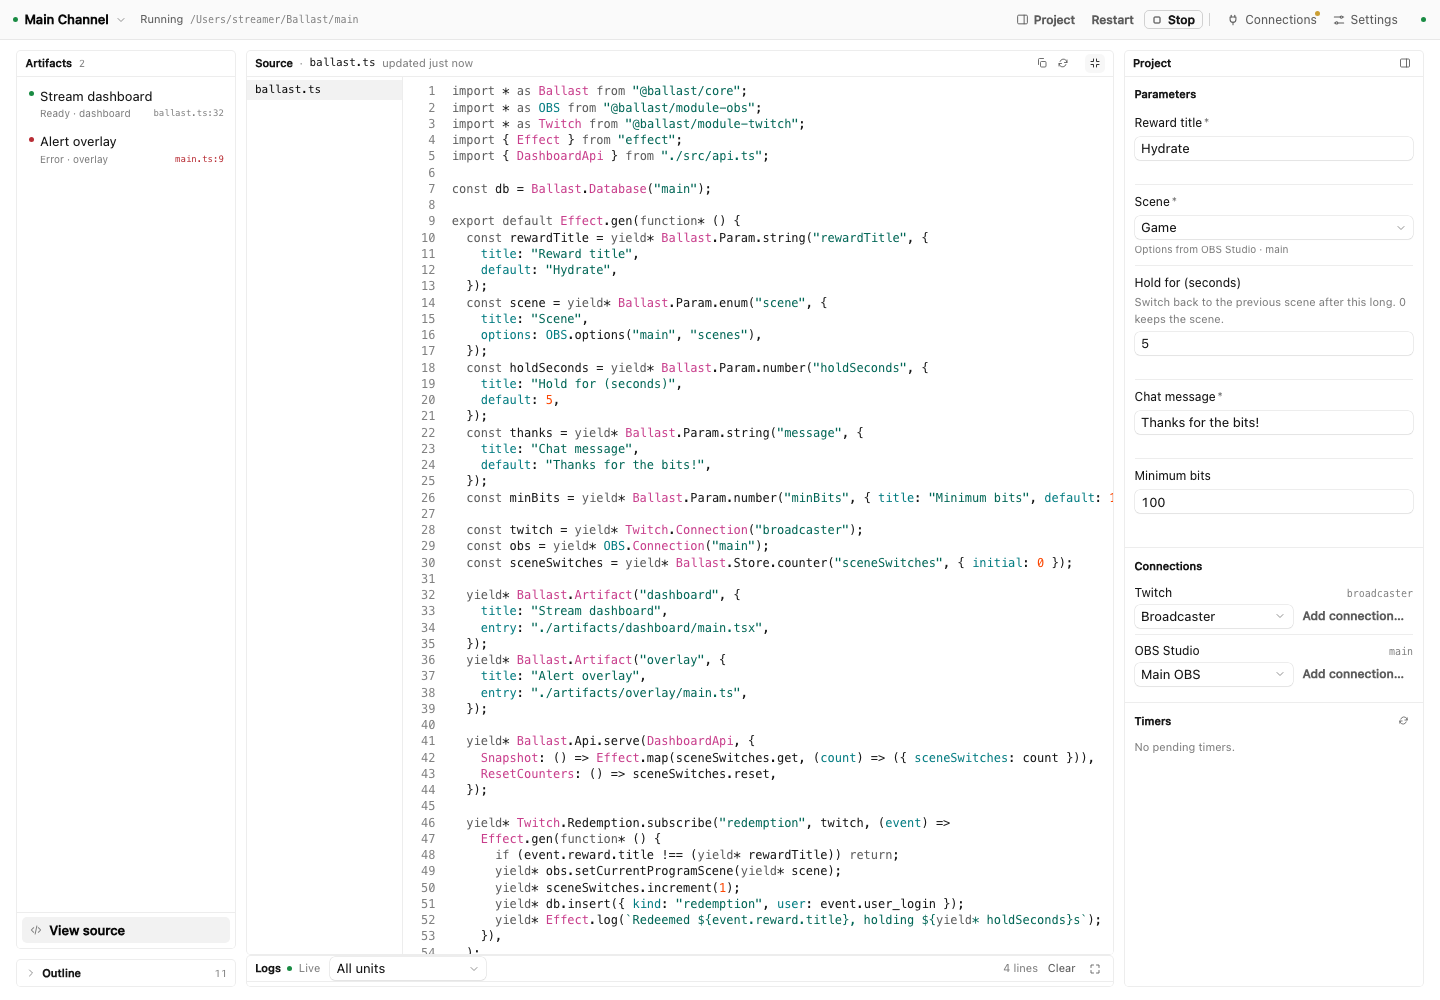 Main Channel
Running /Users/streamer/Ballast/main
Project
Restart
Stop
Connections
Settings
Artifacts 2
Stream dashboard
Ready · dashboard ballast.ts:32
Alert overlay
Error · overlay main.ts:9
View source
Outline 11
Source · ballast.ts updated just now
ballast.ts
1 import * as Ballast from "@ballast/core";
2 import * as OBS from "@ballast/module-obs";
3 import * as Twitch from "@ballast/module-twitch";
4 import { Effect } from "effect";
5 import { DashboardApi } from "./src/api.ts";
6
7 const db = Ballast.Database("main");
8
9 export default Effect.gen(function* () {
10 const rewardTitle = yield* Ballast.Param.string("rewardTitle", {
11 title: "Reward title",
12 default: "Hydrate",
13 });
14 const scene = yield* Ballast.Param.enum("scene", {
15 title: "Scene",
16 options: OBS.options("main", "scenes"),
17 });
18 const holdSeconds = yield* Ballast.Param.number("holdSeconds", {
19 title: "Hold for (seconds)",
20 default: 5,
21 });
22 const thanks = yield* Ballast.Param.string("message", {
23 title: "Chat message",
24 default: "Thanks for the bits!",
25 });
26 const minBits = yield* Ballast.Param.number("minBits", { title: "Minimum bits", default: 1
27
28 const twitch = yield* Twitch.Connection("broadcaster");
29 const obs = yield* OBS.Connection("main");
30 const sceneSwitches = yield* Ballast.Store.counter("sceneSwitches", { initial: 0 });
31
32 yield* Ballast.Artifact("dashboard", {
33 title: "Stream dashboard",
34 entry: "./artifacts/dashboard/main.tsx",
35 });
36 yield* Ballast.Artifact("overlay", {
37 title: "Alert overlay",
38 entry: "./artifacts/overlay/main.ts",
39 });
40
41 yield* Ballast.Api.serve(DashboardApi, {
42 Snapshot: () => Effect.map(sceneSwitches.get, (count) => ({ sceneSwitches: count })),
43 ResetCounters: () => sceneSwitches.reset,
44 });
45
46 yield* Twitch.Redemption.subscribe("redemption", twitch, (event) =>
47 Effect.gen(function* () {
48 if (event.reward.title !== (yield* rewardTitle)) return;
49 yield* obs.setCurrentProgramScene(yield* scene);
50 yield* sceneSwitches.increment(1);
51 yield* db.insert({ kind: "redemption", user: event.user_login });
52 yield* Effect.log(`Redeemed ${event.reward.title}, holding ${yield* holdSeconds}s`);
53 }),
54 );
Logs Live All units 4 lines Clear
Project
Parameters
Reward title*
Hydrate
Scene*
Game
Options from OBS Studio · main
Hold for (seconds)
Switch back to the previous scene after this long. 0
keeps the scene.
5
Chat message*
Thanks for the bits!
Minimum bits
100
Connections
Twitch broadcaster
Broadcaster Add connection...
OBS Studio main
Main OBS Add connection...
Timers
No pending timers.